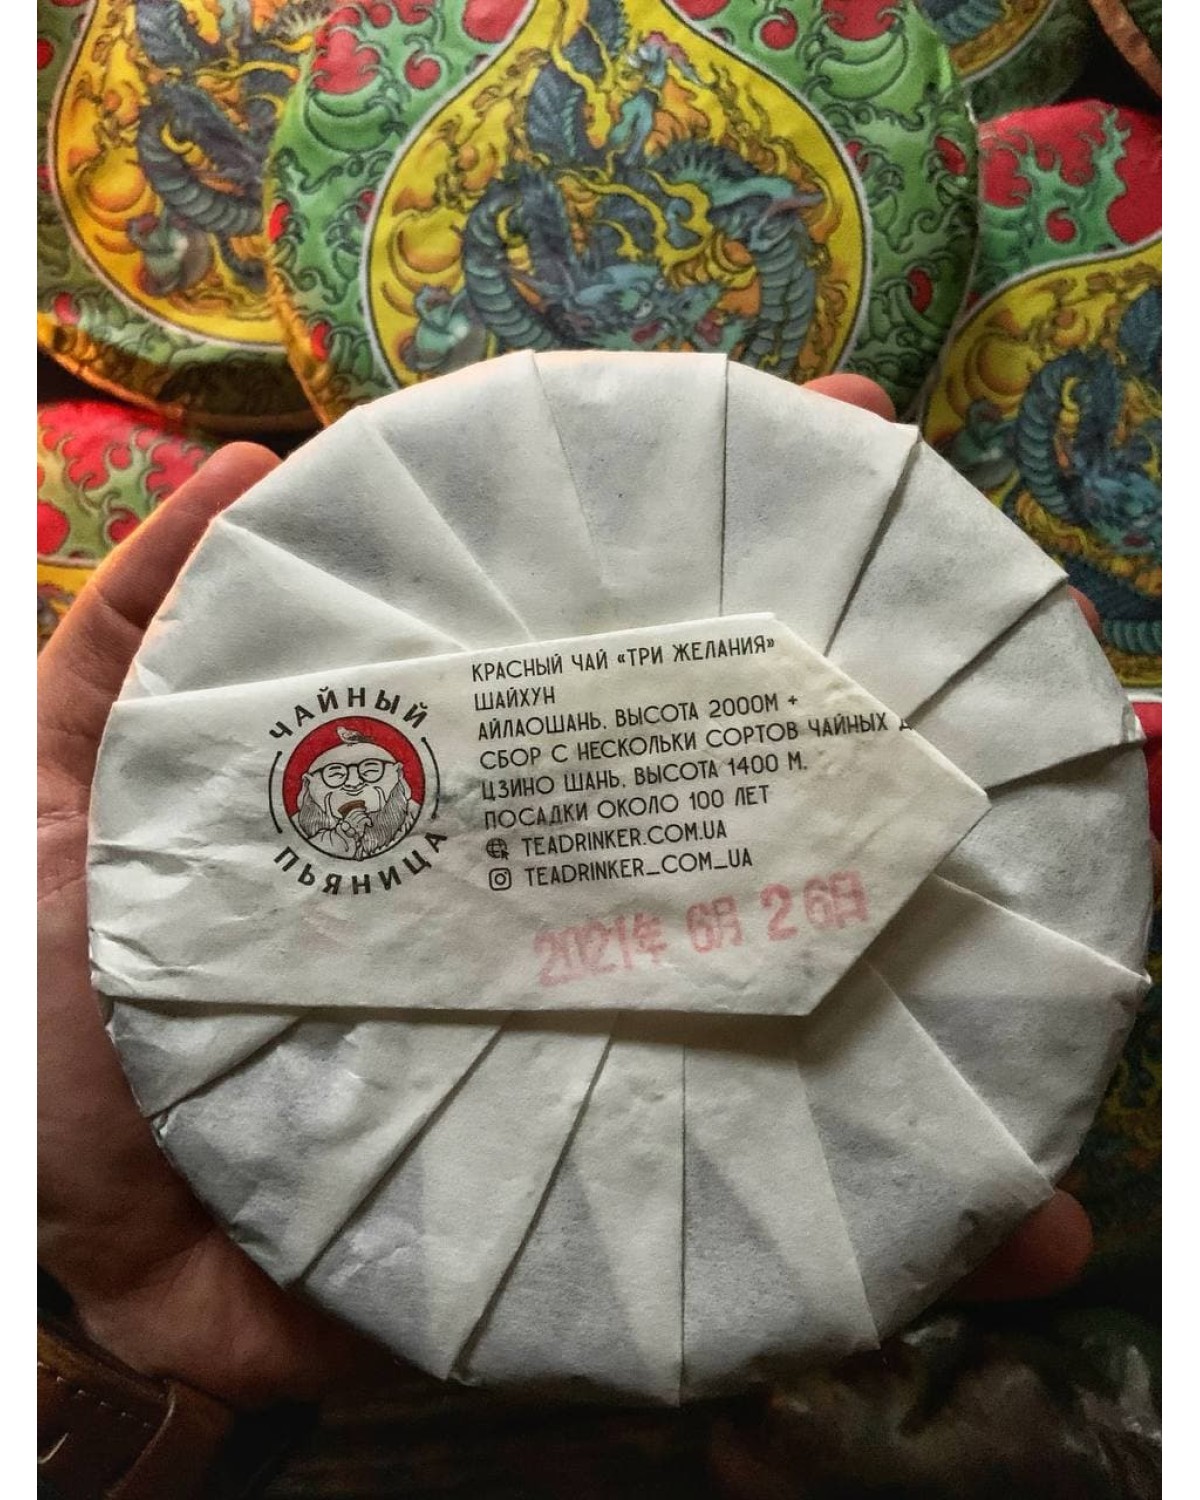 ЧАЙНЫЙ
ПЬЯНИЦА
КРАСНЫЙ ЧАЙ «ТРИ ЖЕЛАНИЯ»
ШАЙХУН
АЙЛАОШАНЬ. ВЫСОТА 2000М +
СБОР С НЕСКОЛЬКИ СОРТОВ ЧАЙНЫХ
ЦЗИНО ШАНЬ. ВЫСОТА 1400 М.
ПОСАДКИ ОКОЛО 100 ЛЕТ
TEADRINKER.COM.UA
TEADRINKER_COM_UA
2021年 6月 26日